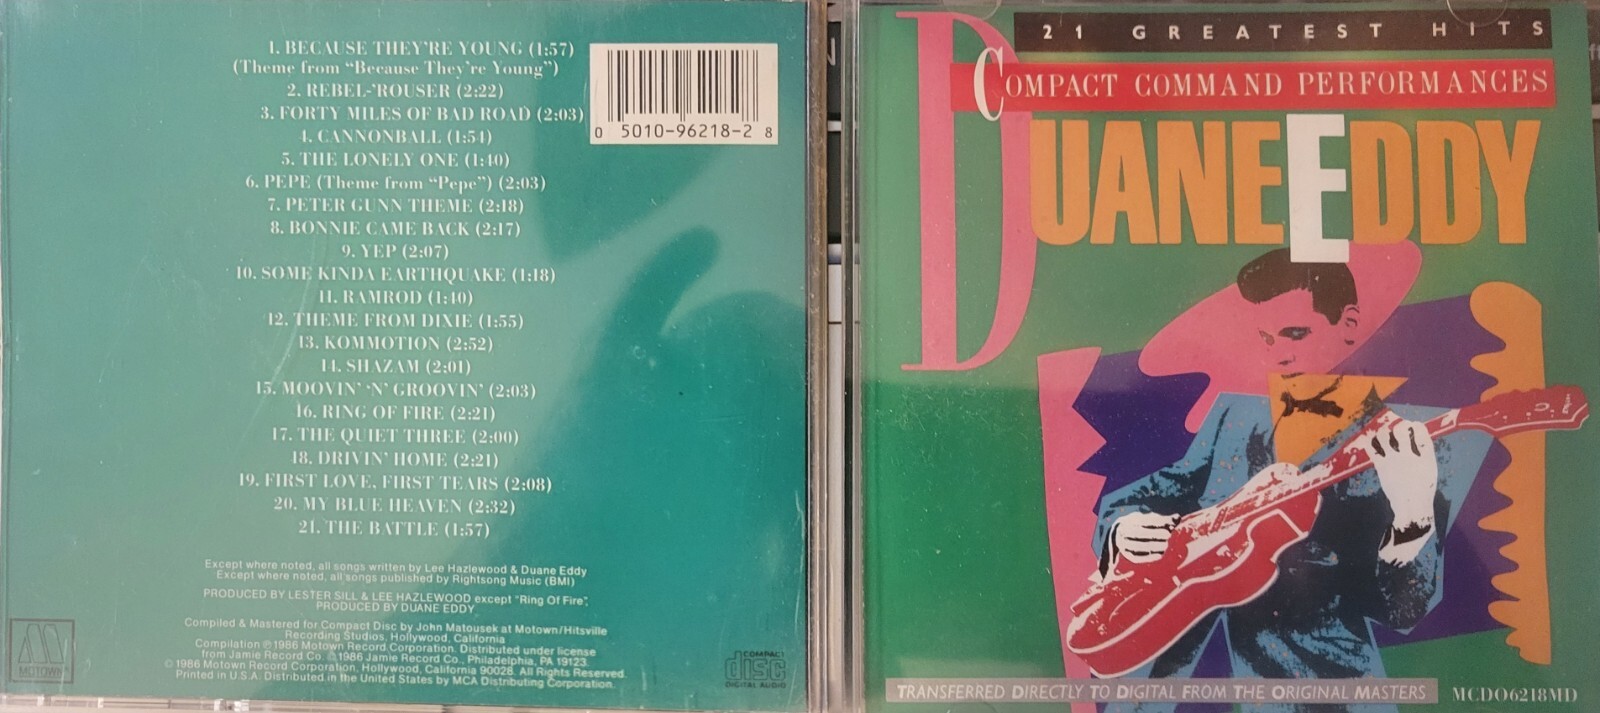 1. BECAUSE THEY'RE YOUNG (1:57)
(Theme from "Because They're Young")
2. REBEL-'ROUSER (2:22)
3. FORTY MILES OF BAD ROAD (2:03)
4. CANNONBALL (1:54)
5. THE LONELY ONE (1:40)
6. PEPE (Theme from "Pepe") (2:03)
7. PETER GUNN THEME (2:18)
8. BONNIE CAME BACK (2:17)
9. YEP (2:07)
10. SOME KINDA EARTHQUAKE (1:18)
11. RAMROD (1:40)
12. THEME FROM DIXIE (1:55)
13. KOMMOTION (2:52)
14. SHAZAM (2:01)
15. MOOVIN' 'N' GROOVIN' (2:03)
16. RING OF FIRE (2:21)
17. THE QUIET THREE (2:00)
18. DRIVIN' HOME (2:21)
19. FIRST LOVE, FIRST TEARS (2:08)
20. MY BLUE HEAVEN (2:32)
21. THE BATTLE (1:57)
0 5010-96218-2 8
Except where noted, all songs written by Lee Hazlewood & Duane Eddy
Except where noted, all songs published by Rightsong Music (BMI)
PRODUCED BY LESTER SILL & LEE HAZLEWOOD except "Ring Of Fire",
PRODUCED BY DUANE EDDY
Compiled & Mastered for Compact Disc by John Matousek at Motown/Hitsville
Recording Studios, Hollywood, California
Compilation ℗ 1986 Motown Record Corporation. Distributed under license
from Jamie Record Co. ℗ 1986 Jamie Record Co., Philadelphia, PA 19123.
© 1986 Motown Record Corporation, Hollywood, California 90028. All Rights Reserved.
Printed in U.S.A. Distributed in the United States by MCA Distributing Corporation.
MOTOWN
COMPACT
disc
DIGITAL AUDIO
21 GREATEST HITS
COMPACT COMMAND PERFORMANCES
DUANE EDDY
TRANSFERRED DIRECTLY TO DIGITAL FROM THE ORIGINAL MASTERS
MCD06218MD